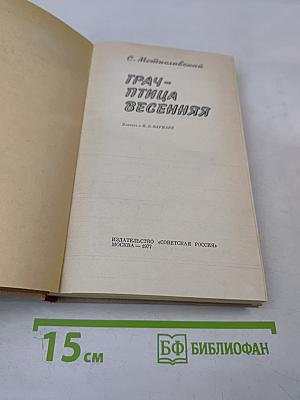 С. Мстиславский
ГРАЧ-
ПТИЦА
ВЕСЕННЯЯ
Повесть о Н. Э. БАУМАНЕ
ИЗДАТЕЛЬСТВО «СОВЕТСКАЯ РОССИЯ»
МОСКВА — 1977
15 см
БФ БИБЛИОФАН